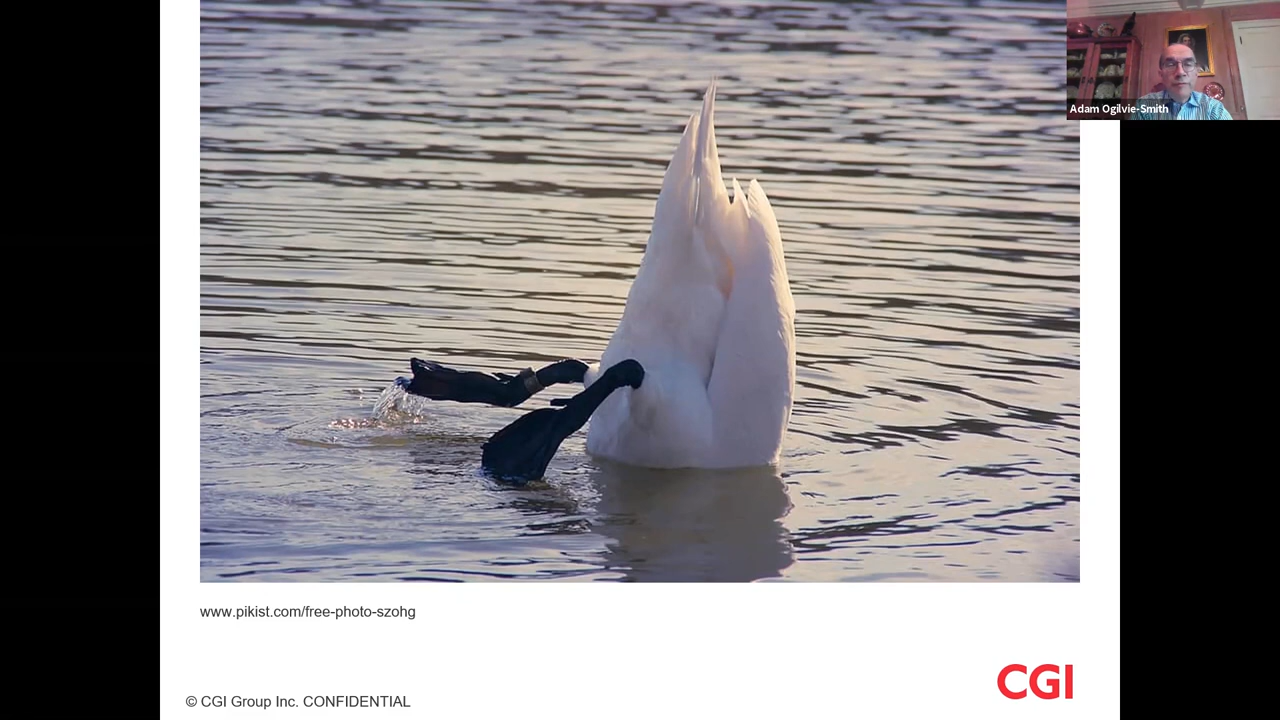 Adam Ogilvie-Smith
www.pikist.com/free-photo-szohg
CGI
© CGI Group Inc. CONFIDENTIAL